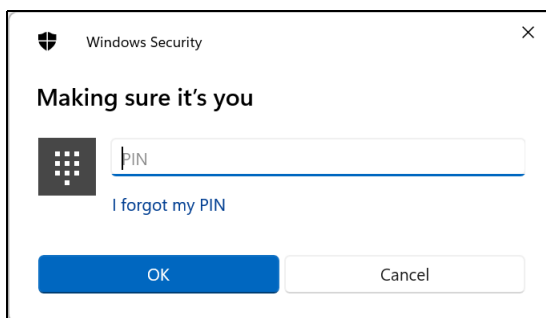 Windows Security
Making sure it's you
PIN
I forgot my PIN
OK
Cancel